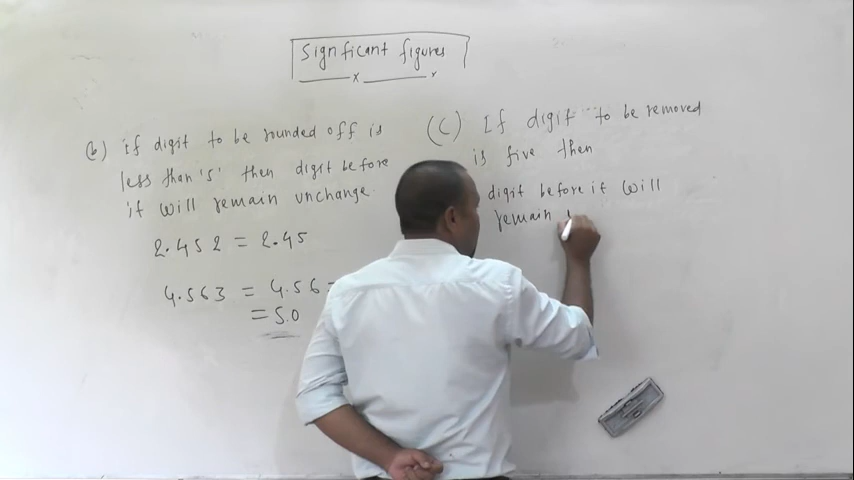 Signficant figures
(b) if digit to be rounded off is
less than '5' then digit before
it will remain unchange.
2.452 = 2.45
4.563 = 4.56 =
= 5.0
(C) If digit to be removed
is five then
digit before it will
remain